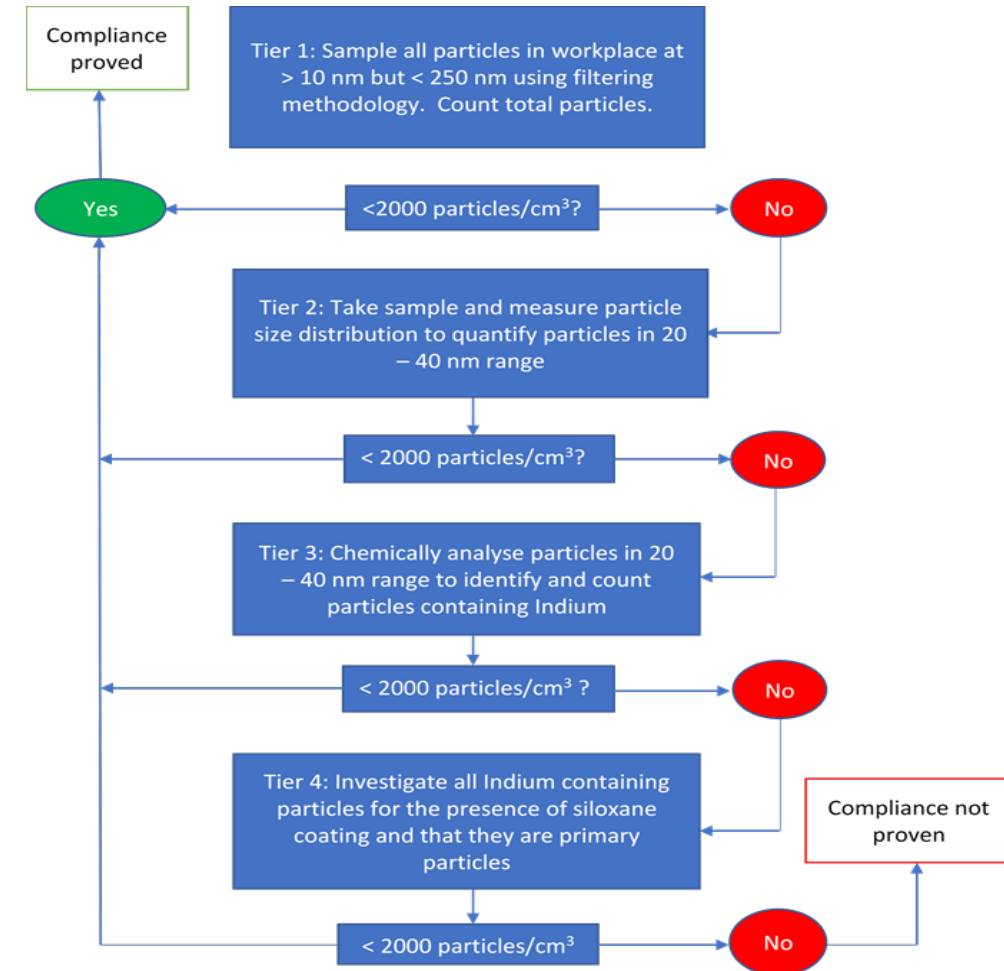 Compliance
proved
Tier 1: Sample all particles in workplace at
> 10 nm but < 250 nm using filtering
methodology.  Count total particles.
Yes
<2000 particles/cm³?
No
Tier 2: Take sample and measure particle
size distribution to quantify particles in 20
– 40 nm range
< 2000 particles/cm³?
No
Tier 3: Chemically analyse particles in 20
– 40 nm range to identify and count
particles containing Indium
< 2000 particles/cm³ ?
No
Tier 4: Investigate all Indium containing
particles for the presence of siloxane
coating and that they are primary
particles
Compliance not
proven
< 2000 particles/cm³
No